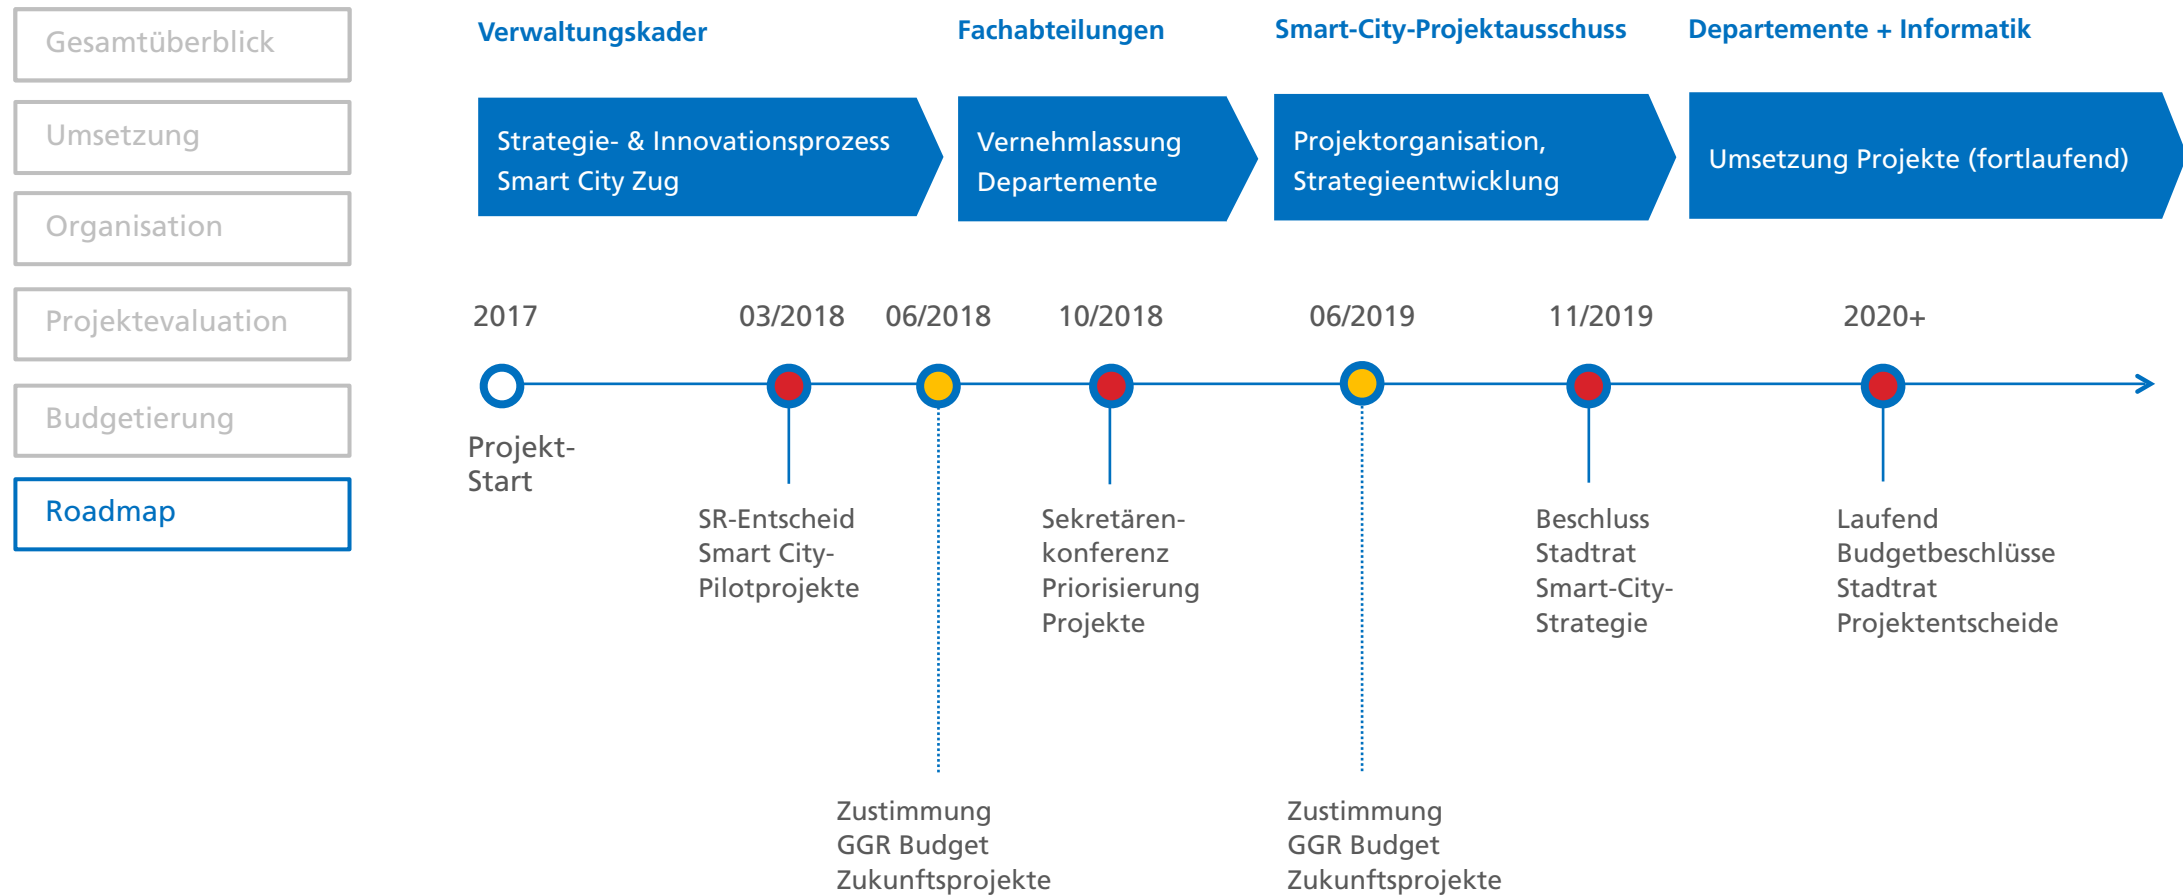 Gesamtüberblick
Umsetzung
Organisation
Projektevaluation
Budgetierung
Roadmap
Verwaltungskader
Fachabteilungen
Smart-City-Projektausschuss
Departemente + Informatik
Strategie- & Innovationsprozess
Smart City Zug
Vernehmlassung
Departemente
Projektorganisation,
Strategieentwicklung
Umsetzung Projekte (fortlaufend)
2017
03/2018
06/2018
10/2018
06/2019
11/2019
2020+
Projekt-
Start
SR-Entscheid
Smart City-
Pilotprojekte
Sekretären-
konferenz
Priorisierung
Projekte
Beschluss
Stadtrat
Smart-City-
Strategie
Laufend
Budgetbeschlüsse
Stadtrat
Projektentscheide
Zustimmung
GGR Budget
Zukunftsprojekte
Zustimmung
GGR Budget
Zukunftsprojekte